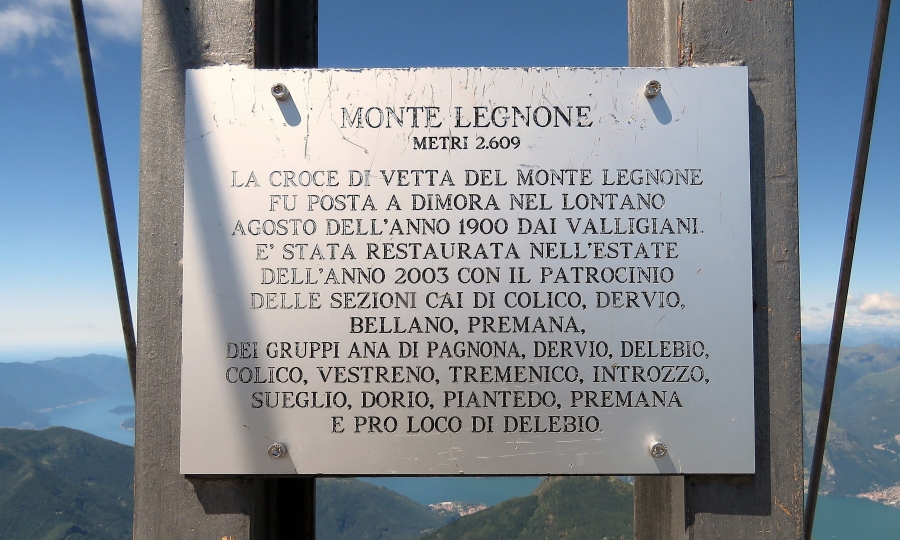 MONTE LEGNONE
METRI 2.609
LA CROCE DI VETTA DEL MONTE LEGNONE
FU POSTA A DIMORA NEL LONTANO
AGOSTO DELL'ANNO 1900 DAI VALLIGIANI.
E' STATA RESTAURATA NELL'ESTATE
DELL'ANNO 2003 CON IL PATROCINIO
DELLE SEZIONI CAI DI COLICO, DERVIO,
BELLANO, PREMANA,
DEI GRUPPI ANA DI PAGNONA, DERVIO, DELEBIO,
COLICO, VESTRENO, TREMENICO, INTROZZO,
SUEGLIO, DORIO, PIANTEDO, PREMANA
E PRO LOCO DI DELEBIO.